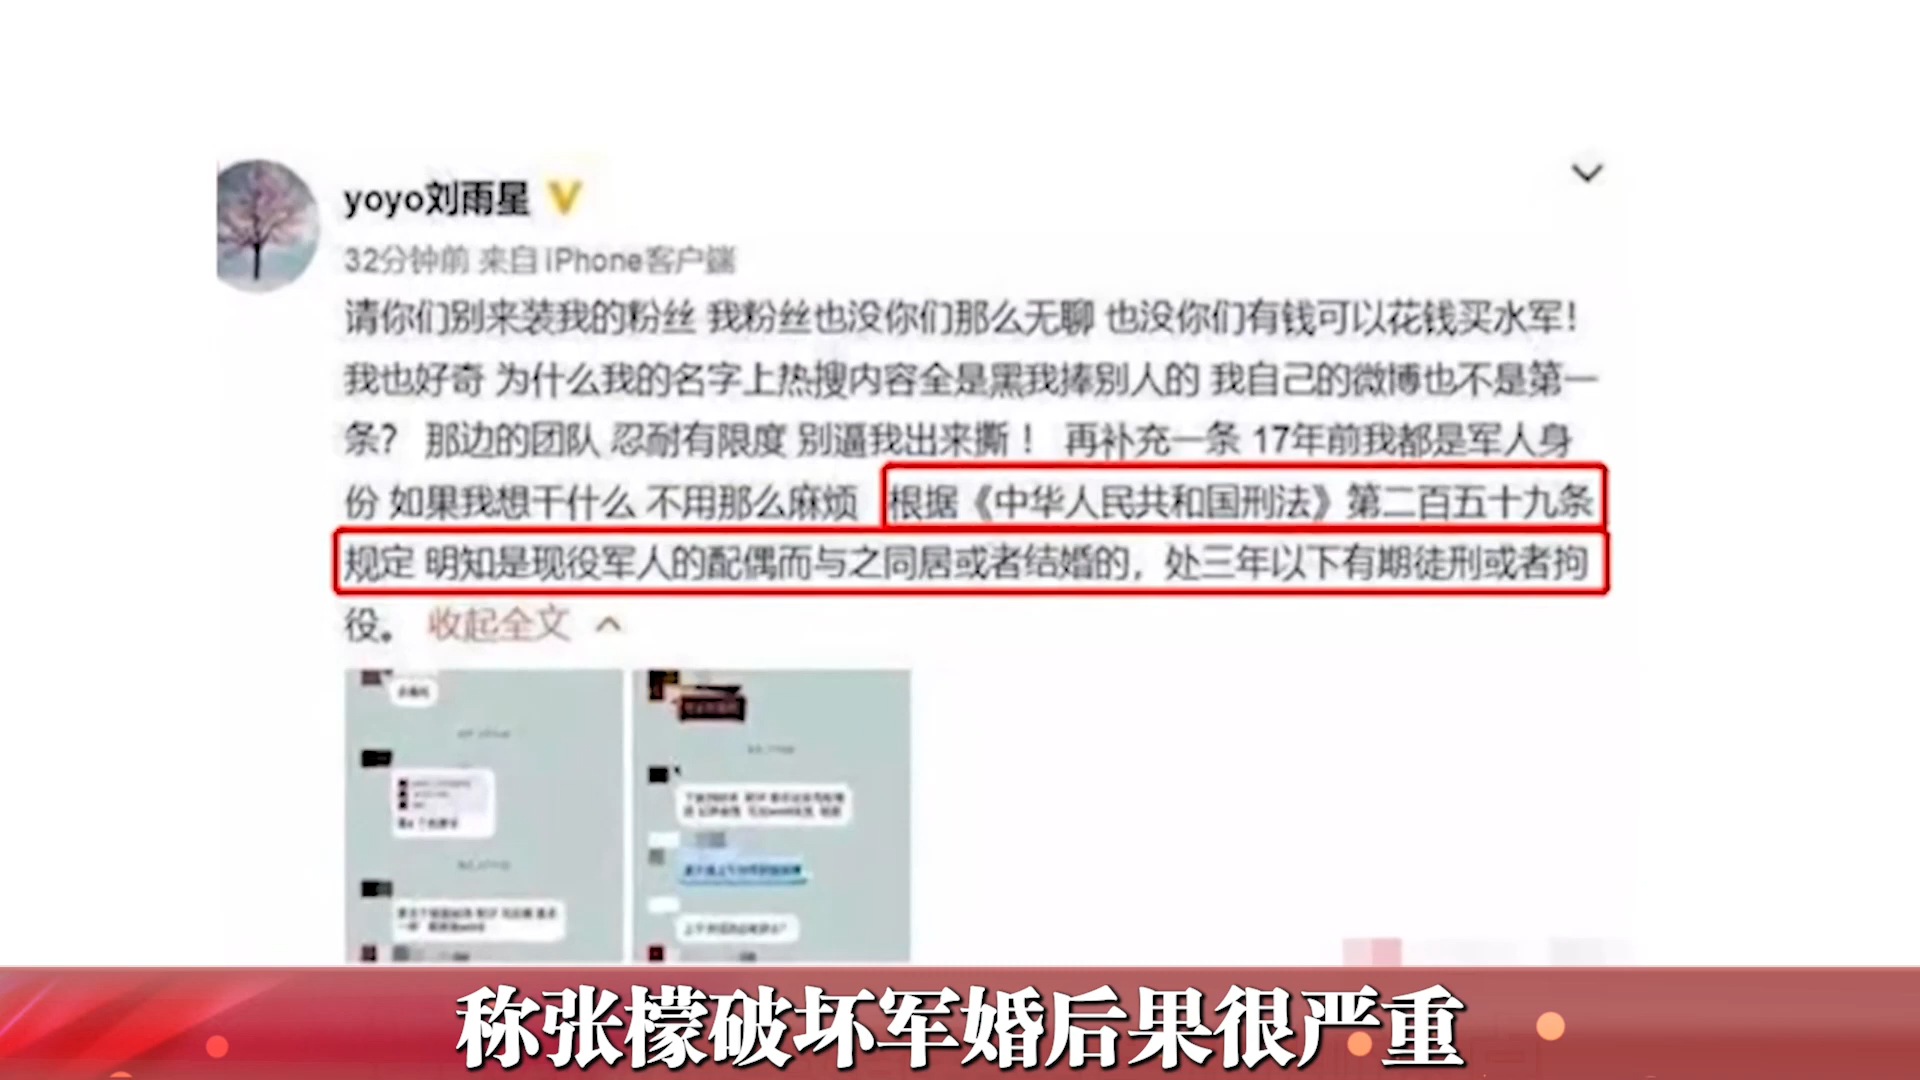 yoyo刘雨星
32分钟前 来自iPhone客户端
请你们别来装我的粉丝 我粉丝也没你们那么无聊 也没你们有钱可以花钱买水军!
我也好奇 为什么我的名字上热搜内容全是黑我捧别人的 我自己的微博也不是第一
条? 那边的团队 忍耐有限度 别逼我出来撕! 再补充一条 17年前我都是军人身
份 如果我想干什么 不用那么麻烦 根据《中华人民共和国刑法》第二百五十九条
规定 明知是现役军人的配偶而与之同居或者结婚的，处三年以下有期徒刑或者拘
役。 收起全文
称张檬破坏军婚后果很严重